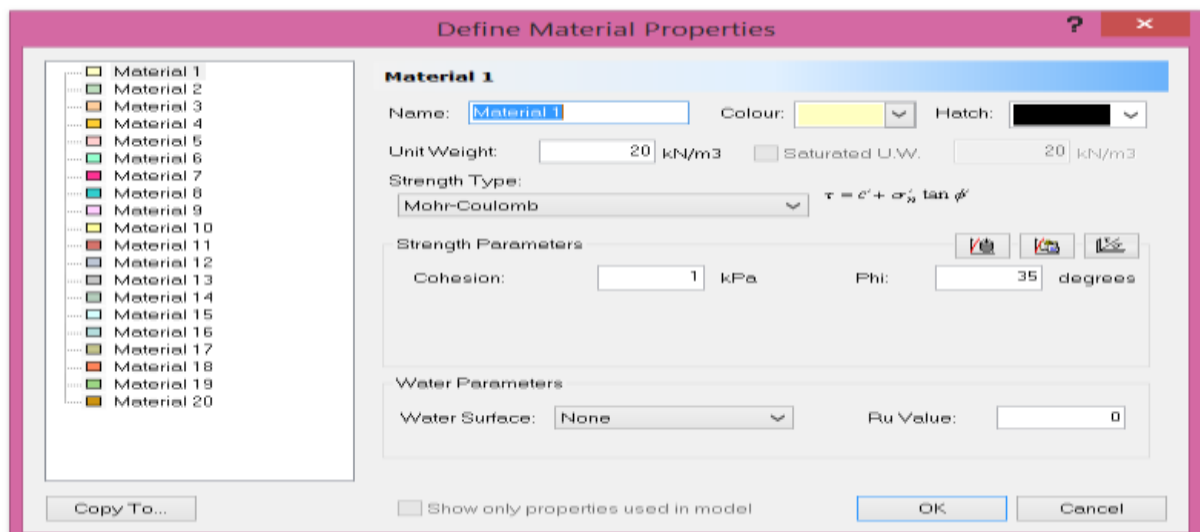 Define Material Properties
?
Material 1
Material 2
Material 3
Material 4
Material 5
Material 6
Material 7
Material 8
Material 9
Material 10
Material 11
Material 12
Material 13
Material 14
Material 15
Material 16
Material 17
Material 18
Material 19
Material 20
Material 1
Name: Material 1 Colour: Hatch:
Unit Weight: 20 kN/m3 Saturated U.W. 20 kN/m3
Strength Type:
Mohr-Coulomb τ = c' + σ'n tan ϕ'
Strength Parameters
Cohesion: 1 kPa Phi: 35 degrees
Water Parameters
Water Surface: None Ru Value: 0
Copy To... Show only properties used in model OK Cancel